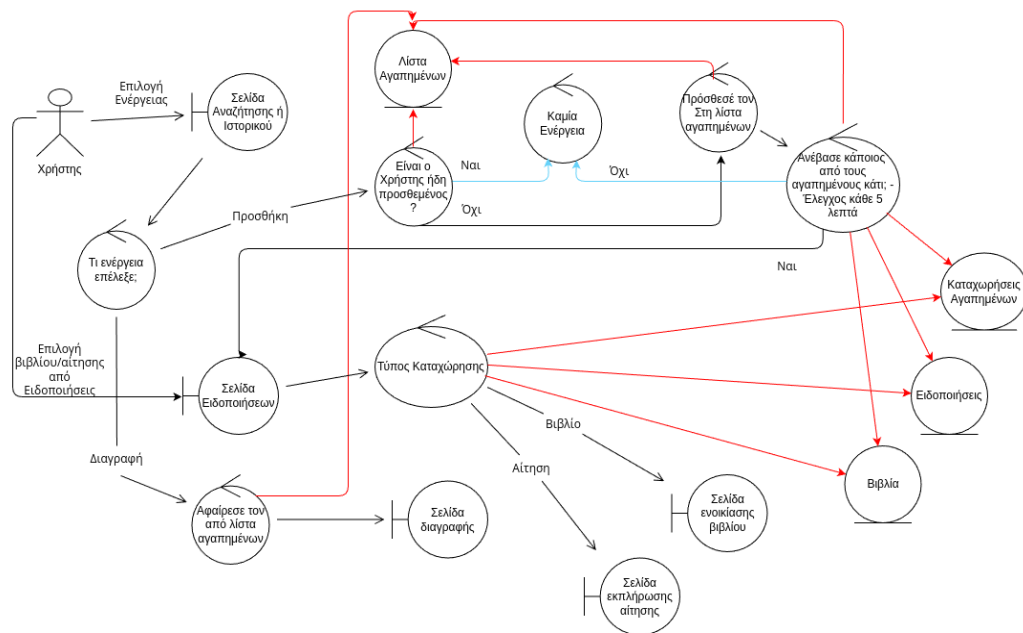 Λίστα
Αγαπημένων
Επιλογή
Ενέργειας
Σελίδα
Αναζήτησης ή
Ιστορικού
Χρήστης
Καμία
Ενέργεια
Πρόσθεσέ τον
Στη λίστα
αγαπημένων
Είναι ο
Χρήστης ήδη
προσθεμένος
?
Ναι
Όχι
Όχι
Ανέβασε κάποιος
από τους
αγαπημένους κάτι; -
Έλεγχος κάθε 5
λεπτά
Προσθήκη
Τι ενέργεια
επέλεξε;
Ναι
Καταχωρήσεις
Αγαπημένων
Επιλογή
βιβλίου/αίτησης
από
Ειδοποιήσεις
Σελίδα
Ειδοποιήσεων
Τύπος Καταχώρησης
Ειδοποιήσεις
Βιβλίο
Διαγραφή
Αίτηση
Βιβλία
Αφαίρεσε τον
από λίστα
αγαπημένων
Σελίδα
διαγραφής
Σελίδα
ενοικίασης
βιβλίου
Σελίδα
εκπλήρωσης
αίτησης